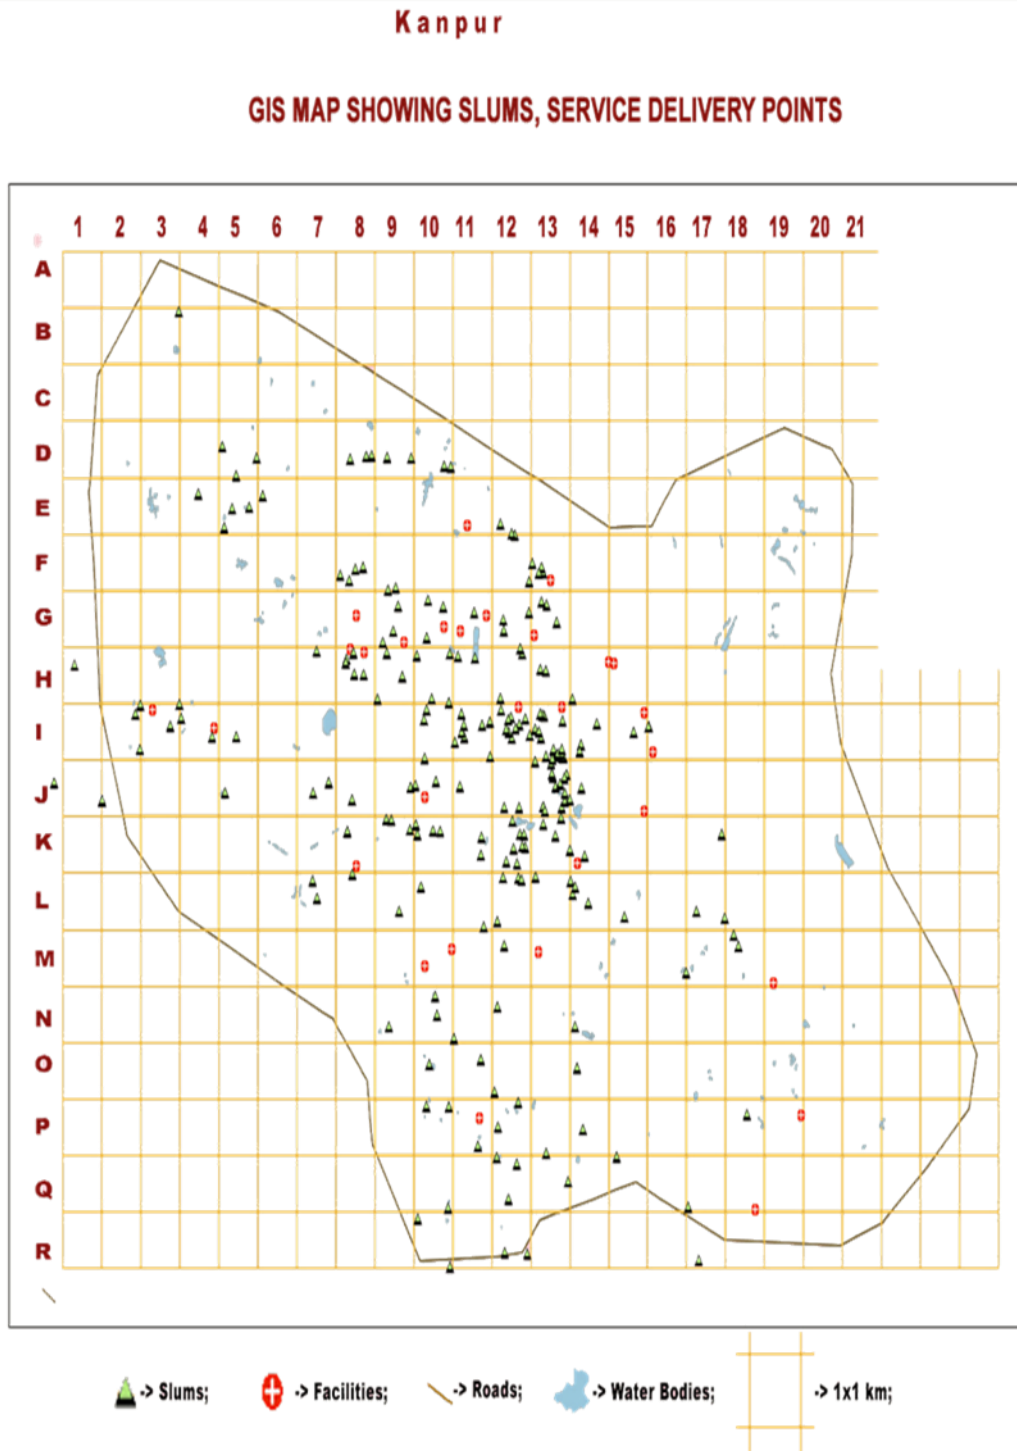 Kanpur
GIS MAP SHOWING SLUMS, SERVICE DELIVERY POINTS
1 2 3 4 5 6 7 8 9 10 11 12 13 14 15 17 18 19 20 21
A
B
C
D
E
F
G
H
I
J
K
L
M
N
O
P
Q
R
-> Slums; -> Facilities; -> Roads; -> Water Bodies; -> 1x1 km;